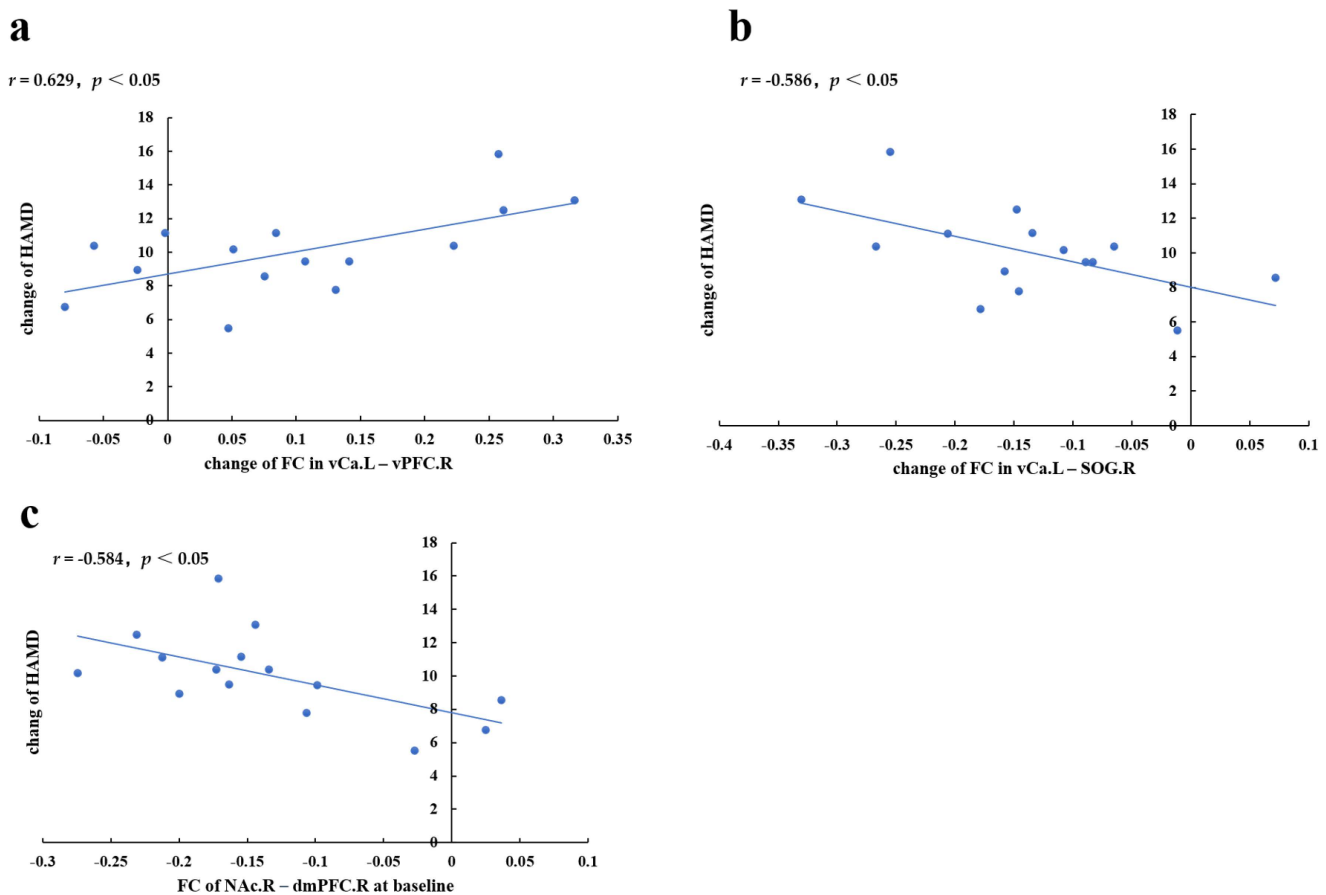 a
r = 0.629, p < 0.05
18
16
14
12
10
8
6
4
2
0
change of HAMD
-0.1 -0.05 0 0.05 0.1 0.15 0.2 0.25 0.3 0.35
change of FC in vCa.L – vPFC.R
b
r = -0.586, p < 0.05
18
16
14
12
10
8
6
4
2
0
change of HAMD
-0.4 -0.35 -0.3 -0.25 -0.2 -0.15 -0.1 -0.05 0 0.05 0.1
change of FC in vCa.L – SOG.R
c
r = -0.584, p < 0.05
18
16
14
12
10
8
6
4
2
0
chang of HAMD
-0.3 -0.25 -0.2 -0.15 -0.1 -0.05 0 0.05 0.1
FC of NAc.R – dmPFC.R at baseline